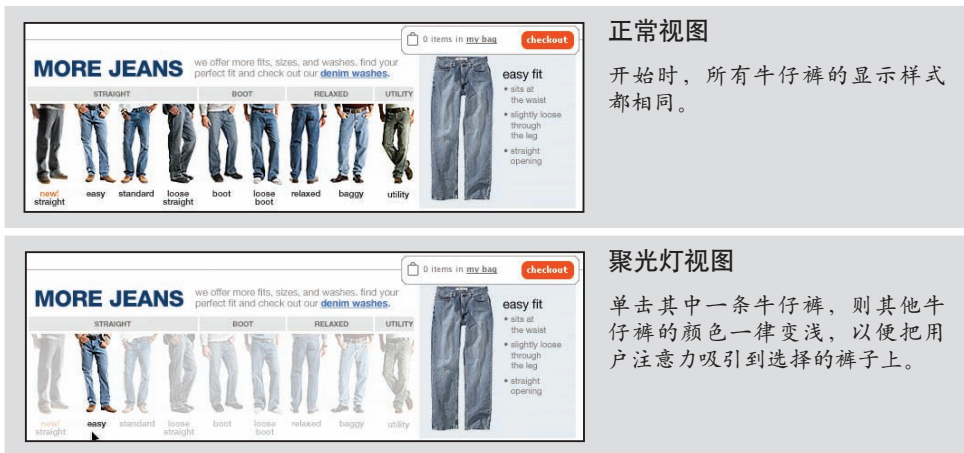 0 items in my bag checkout
MORE JEANS
we offer more fits, sizes, and washes. find your
perfect fit and check out our denim washes.
STRAIGHT BOOT RELAXED UTILITY
new! straight easy standard loose straight boot loose boot relaxed baggy utility
easy fit
• sits at
the waist
• slightly loose
through
the leg
• straight
opening
正常视图
开始时，所有牛仔裤的显示样式
都相同。
0 items in my bag checkout
MORE JEANS
we offer more fits, sizes, and washes. find your
perfect fit and check out our denim washes.
STRAIGHT BOOT RELAXED UTILITY
new! straight easy standard loose straight boot loose boot relaxed baggy utility
easy fit
• sits at
the waist
• slightly loose
through
the leg
• straight
opening
聚光灯视图
单击其中一条牛仔裤，则其他牛
仔裤的颜色一律变浅，以便把用
户注意力吸引到选择的裤子上。